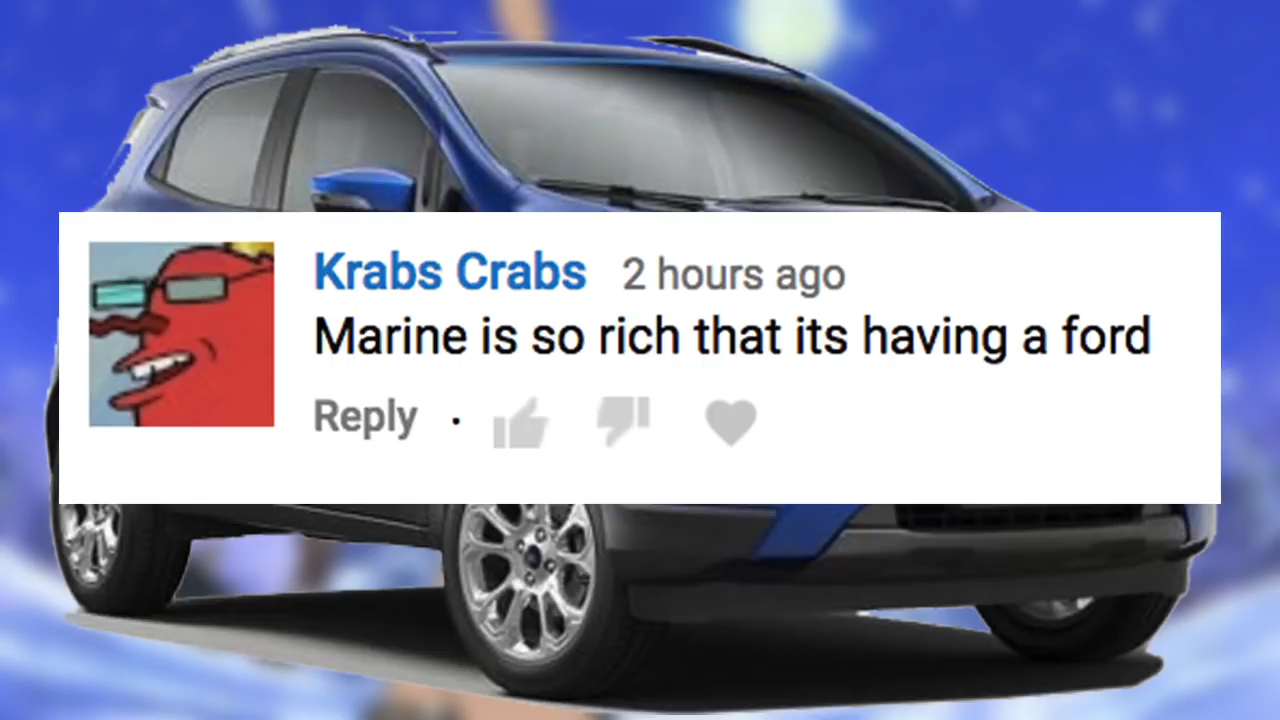 Krabs Crabs 2 hours ago
Marine is so rich that its having a ford
Reply ·